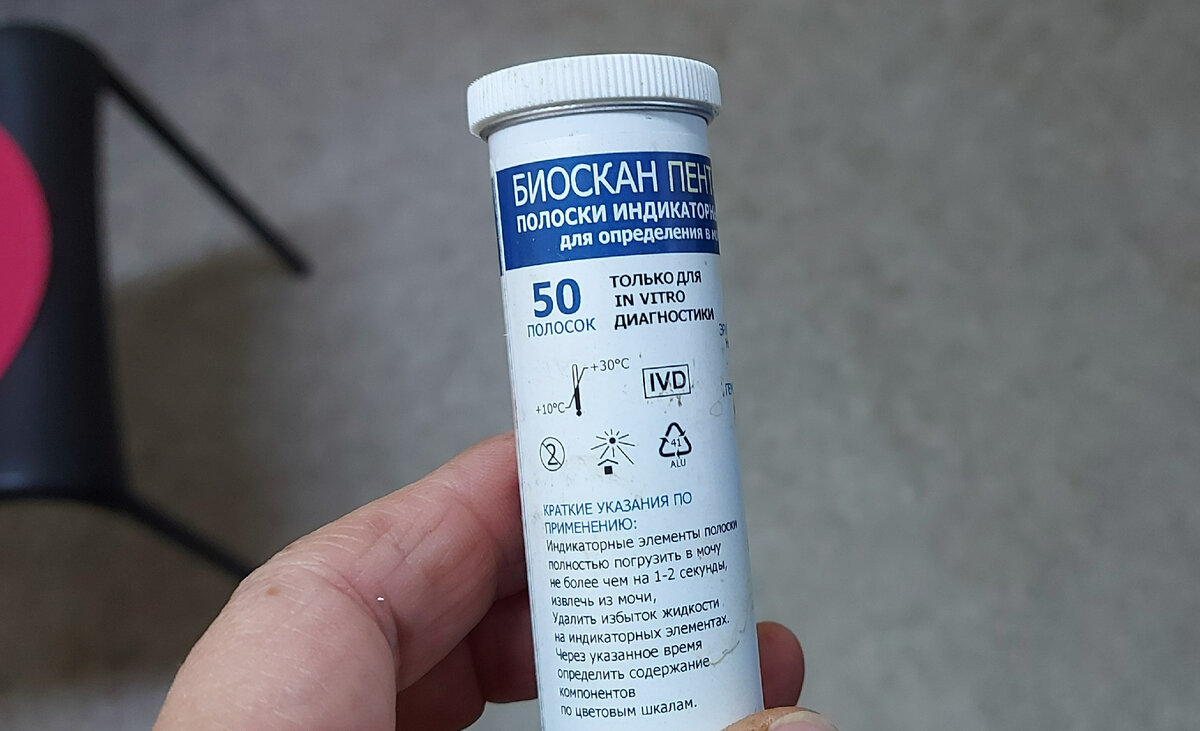 БИОСКАН
ПОЛОСКИ
для определения в
50
ПОЛОСОК
ТОЛЬКО ДЛЯ
IN VITRO
ДИАГНОСТИКИ
+30°C
+10°C
IVD
2
41
ALU
КРАТКИЕ УКАЗАНИЯ ПО
ПРИМЕНЕНИЮ:
Индикаторные элементы полоски
полностью погрузить в мочу
не более чем на 1-2 секунды,
извлечь из мочи,
Удалить избыток жидкости
на индикаторных элементах.
Через указанное время
определить содержание
компонентов
по цветовым шкалам.